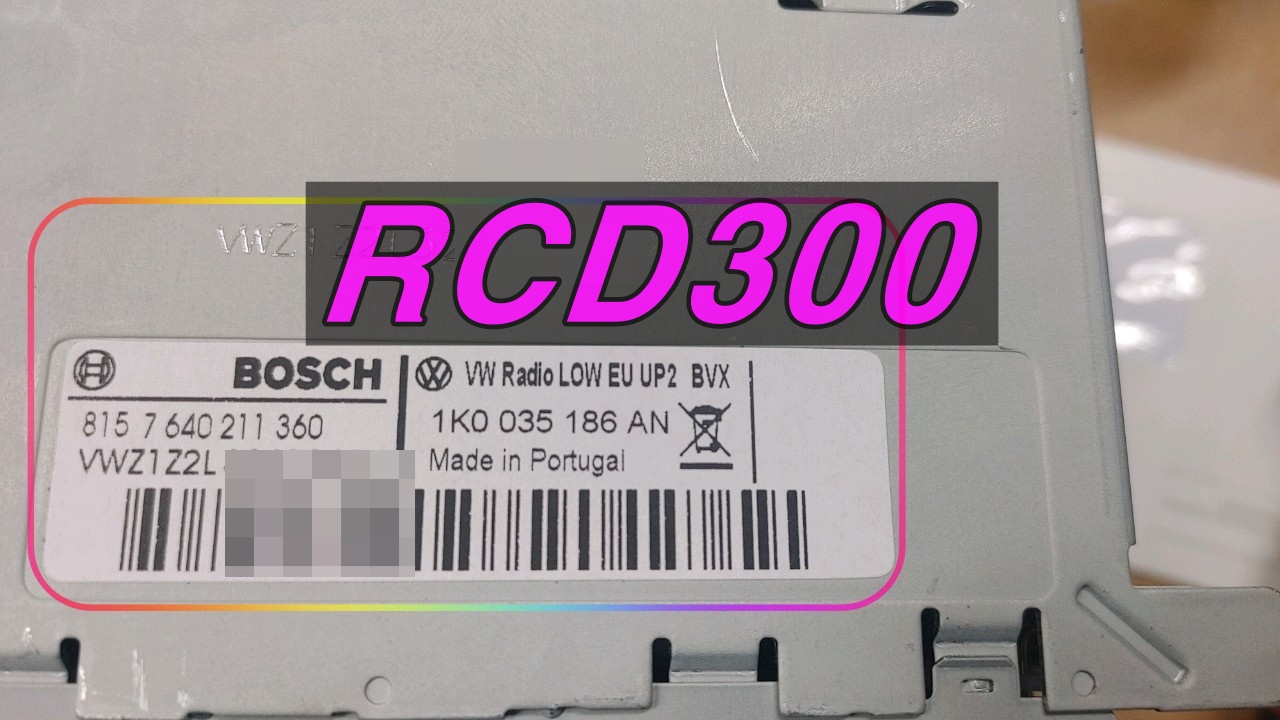 RCD300
VWZ1Z2
BOSCH
815 7 640 211 360
VWZ1Z2L
VW Radio LOW EU UP2 BVX
1K0 035 186 AN
Made in Portugal